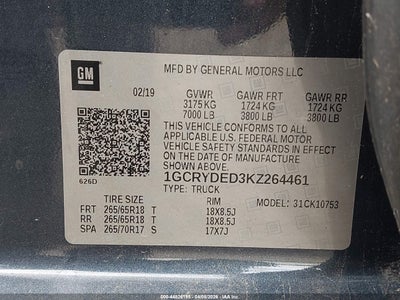 GM
MFD BY GENERAL MOTORS LLC
02/19 GVWR GAWR FRT GAWR RR
3175 KG 1724 KG 1724 KG
7000 LB 3800 LB 3800 LB
THIS VEHICLE CONFORMS TO ALL
APPLICABLE U.S. FEDERAL MOTOR
VEHICLE SAFETY STANDARDS IN EFFECT
ON THE DATE OF MANUFACTURE SHOWN ABOVE.
1GCRYDED3KZ264461
626D
TYPE: TRUCK
TIRE SIZE RIM MODEL: 31CK10753
FRT 265/65R18 T 18X8.5J
RR 265/65R18 T 18X8.5J
SPA 265/70R17 S 17X7J